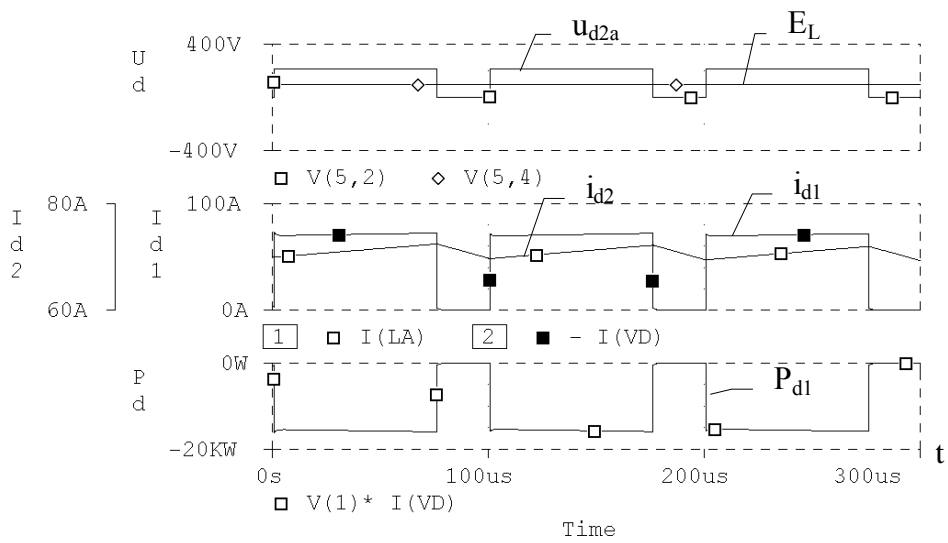 u_d2a E_L
U d
400V
-400V
V(5,2) V(5,4)
i_d2 i_d1
80A 100A
I d 2 I d 1
60A 0A
1 I(LA) 2 - I(VD)
0W
P d
P_d1
-20KW
t
0s 100us 200us 300us
V(1)* I(VD)
Time